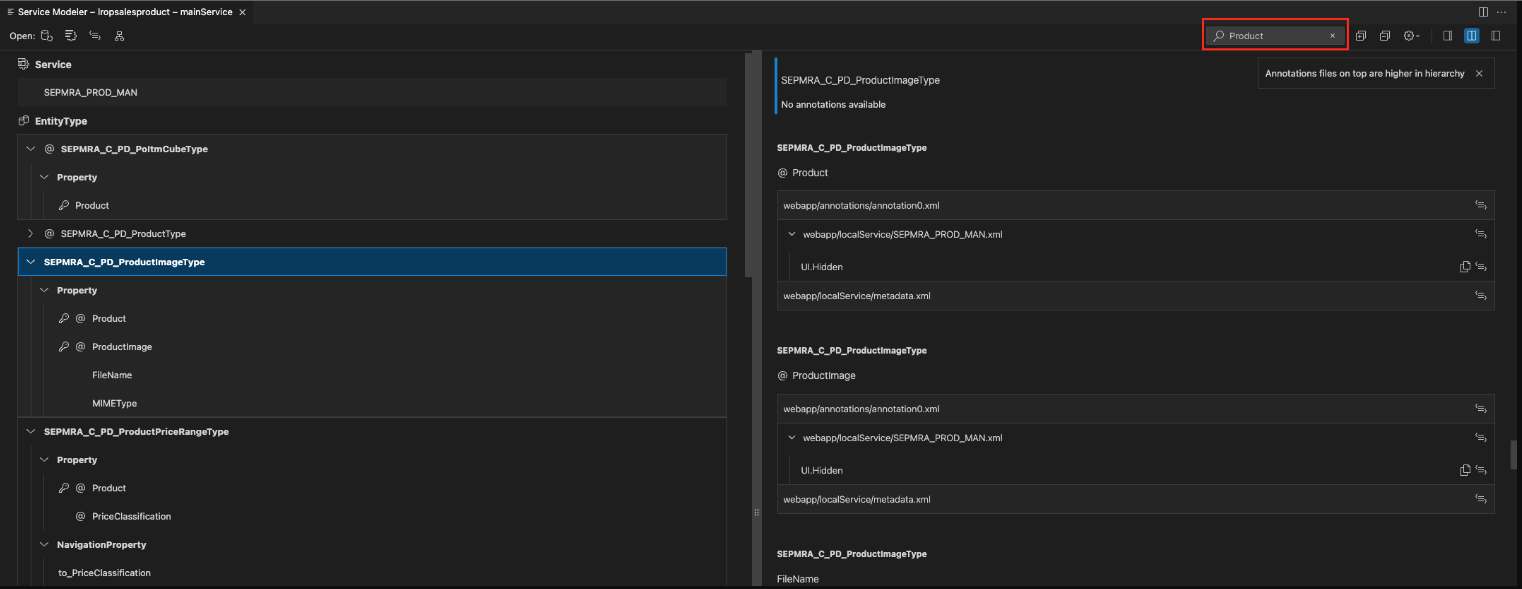 Service Modeler – lropsalesproduct – mainService
Open:
Product
Service
SEPMRA_PROD_MAN
EntityType
SEPMRA_C_PD_PoItmCubeType
Property
Product
SEPMRA_C_PD_ProductType
SEPMRA_C_PD_ProductImageType
Property
Product
ProductImage
FileName
MIMEType
SEPMRA_C_PD_ProductPriceRangeType
Property
Product
PriceClassification
NavigationProperty
to_PriceClassification
Annotations files on top are higher in hierarchy
SEPMRA_C_PD_ProductImageType
No annotations available
SEPMRA_C_PD_ProductImageType
@ Product
webapp/annotations/annotation0.xml
webapp/localService/SEPMRA_PROD_MAN.xml
UI.Hidden
webapp/localService/metadata.xml
SEPMRA_C_PD_ProductImageType
@ ProductImage
webapp/annotations/annotation0.xml
webapp/localService/SEPMRA_PROD_MAN.xml
UI.Hidden
webapp/localService/metadata.xml
SEPMRA_C_PD_ProductImageType
FileName